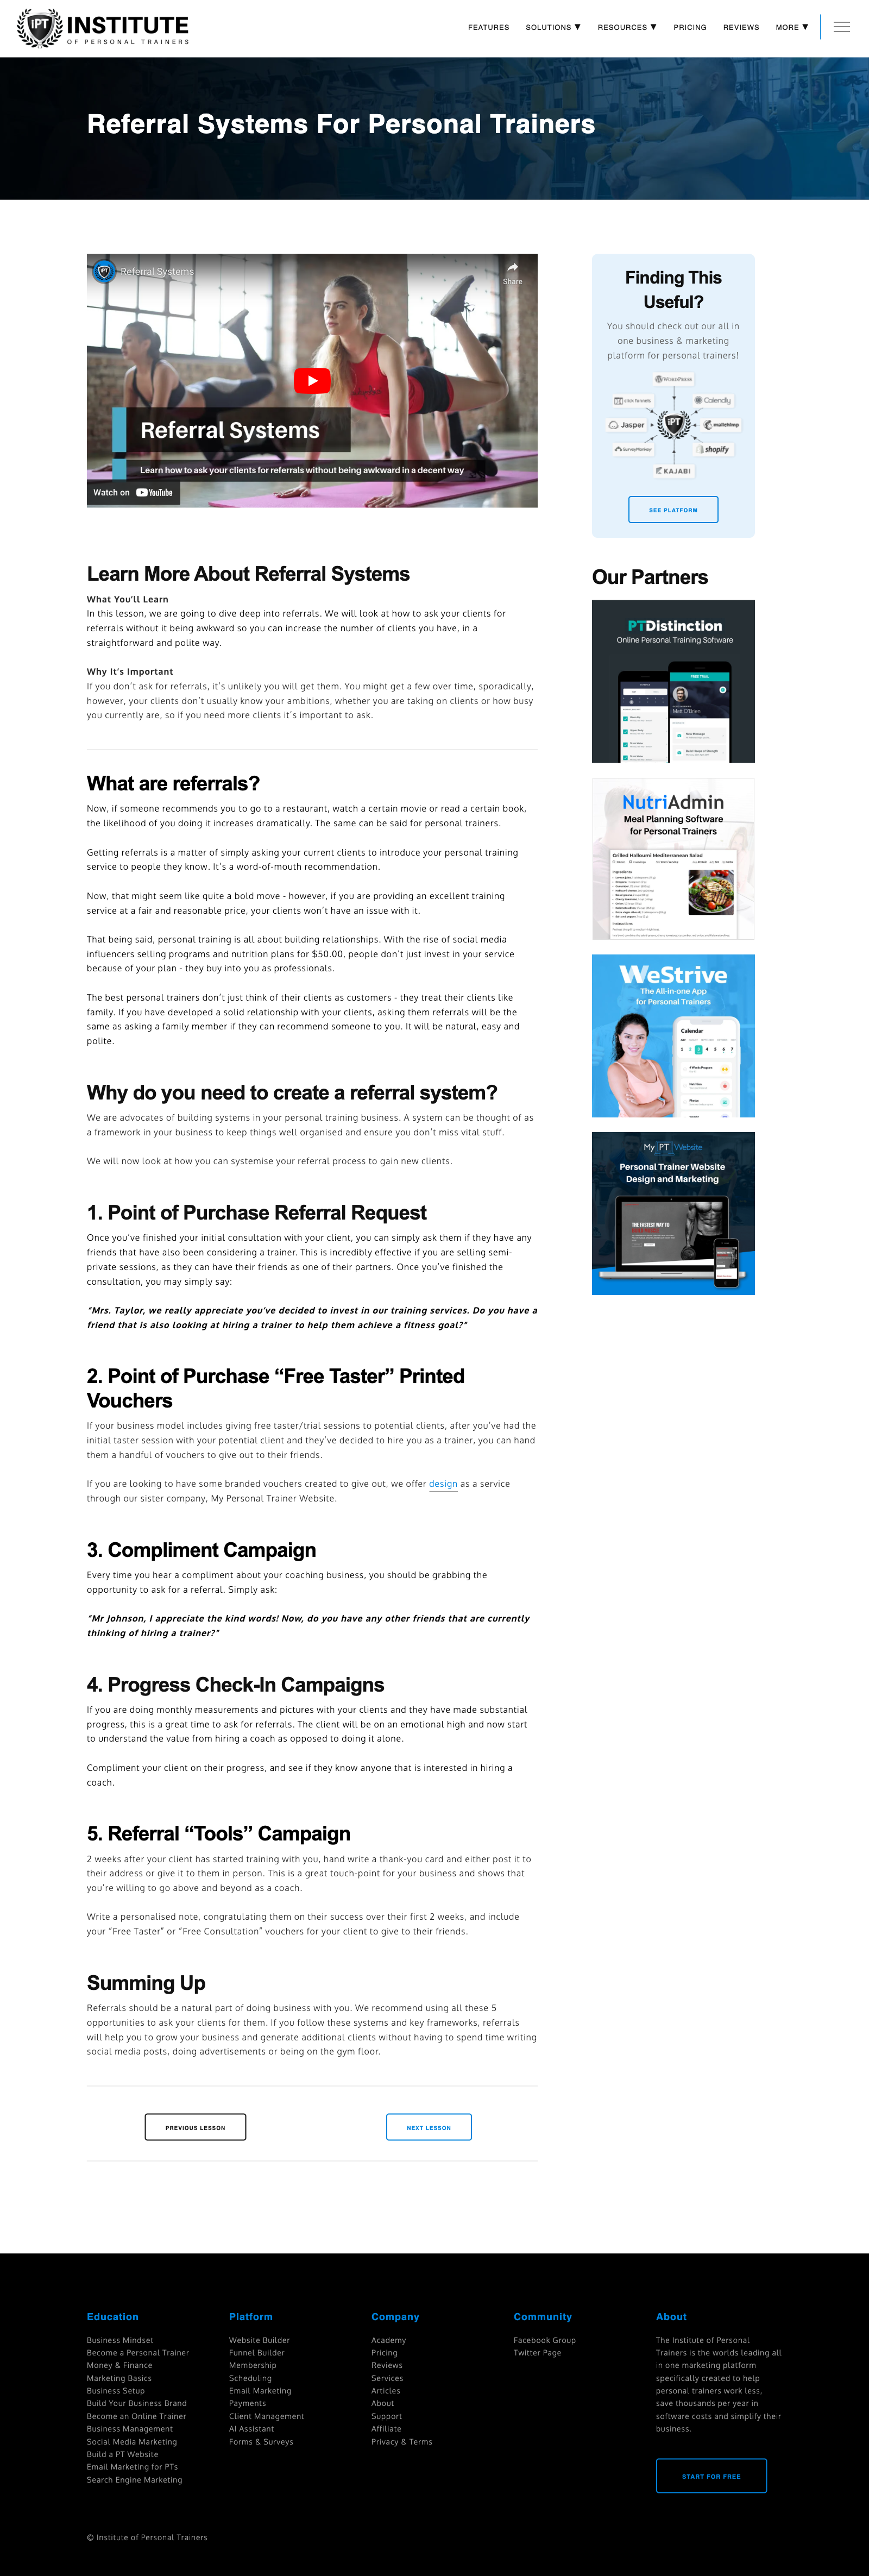 iPT INSTITUTE
OF PERSONAL TRAINERS
FEATURES SOLUTIONS ▼ RESOURCES ▼ PRICING REVIEWS MORE ▼
Referral Systems For Personal Trainers
Referral Systems
Share
Referral Systems
Learn how to ask your clients for referrals without being awkward in a decent way
Watch on YouTube
Learn More About Referral Systems
What You'll Learn
In this lesson, we are going to dive deep into referrals. We will look at how to ask your clients for
referrals without it being awkward so you can increase the number of clients you have, in a
straightforward and polite way.
Why It's Important
If you don't ask for referrals, it's unlikely you will get them. You might get a few over time, sporadically,
however, your clients don't usually know your ambitions, whether you are taking on clients or how busy
you currently are, so if you need more clients it's important to ask.
What are referrals?
Now, if someone recommends you to go to a restaurant, watch a certain movie or read a certain book,
the likelihood of you doing it increases dramatically. The same can be said for personal trainers.
Getting referrals is a matter of simply asking your current clients to introduce your personal training
service to people they know. It's a word-of-mouth recommendation.
Now, that might seem like quite a bold move - however, if you are providing an excellent training
service at a fair and reasonable price, your clients won't have an issue with it.
That being said, personal training is all about building relationships. With the rise of social media
influencers selling programs and nutrition plans for $50.00, people don't just invest in your service
because of your plan - they buy into you as professionals.
The best personal trainers don't just think of their clients as customers - they treat their clients like
family. If you have developed a solid relationship with your clients, asking them referrals will be the
same as asking a family member if they can recommend someone to you. It will be natural, easy and
polite.
Why do you need to create a referral system?
We are advocates of building systems in your personal training business. A system can be thought of as
a framework in your business to keep things well organised and ensure you don't miss vital stuff.
We will now look at how you can systemise your referral process to gain new clients.
1. Point of Purchase Referral Request
Once you've finished your initial consultation with your client, you can simply ask them if they have any
friends that have also been considering a trainer. This is incredibly effective if you are selling semi-
private sessions, as they can have their friends as one of their partners. Once you've finished the
consultation, you may simply say:
"Mrs. Taylor, we really appreciate you've decided to invest in our training services. Do you have a
friend that is also looking at hiring a trainer to help them achieve a fitness goal?"
2. Point of Purchase “Free Taster” Printed
Vouchers
If your business model includes giving free taster/trial sessions to potential clients, after you've had the
initial taster session with your potential client and they've decided to hire you as a trainer, you can hand
them a handful of vouchers to give out to their friends.
If you are looking to have some branded vouchers created to give out, we offer design as a service
through our sister company, My Personal Trainer Website.
3. Compliment Campaign
Every time you hear a compliment about your coaching business, you should be grabbing the
opportunity to ask for a referral. Simply ask:
"Mr Johnson, I appreciate the kind words! Now, do you have any other friends that are currently
thinking of hiring a trainer?"
4. Progress Check-In Campaigns
If you are doing monthly measurements and pictures with your clients and they have made substantial
progress, this is a great time to ask for referrals. The client will be on an emotional high and now start
to understand the value from hiring a coach as opposed to doing it alone.
Compliment your client on their progress, and see if they know anyone that is interested in hiring a
coach.
5. Referral “Tools” Campaign
2 weeks after your client has started training with you, hand write a thank-you card and either post it to
their address or give it to them in person. This is a great touch-point for your business and shows that
you're willing to go above and beyond as a coach.
Write a personalised note, congratulating them on their success over their first 2 weeks, and include
your "Free Taster" or "Free Consultation" vouchers for your client to give to their friends.
Summing Up
Referrals should be a natural part of doing business with you. We recommend using all these 5
opportunities to ask your clients for them. If you follow these systems and key frameworks, referrals
will help you to grow your business and generate additional clients without having to spend time writing
social media posts, doing advertisements or being on the gym floor.
PREVIOUS LESSON
NEXT LESSON
Finding This
Useful?
You should check out our all in
one business & marketing
platform for personal trainers!
WordPress
click funnels
Calendly
Jasper
iPT
mailchimp
SurveyMonkey
shopify
KAJABI
SEE PLATFORM
Our Partners
PTDistinction
Online Personal Training Software
FREE TRIAL
NutriAdmin
Meal Planning Software
for Personal Trainers
Grilled Halloumi Mediterranean Salad
Ingredients
WeStrive
The All-in-one App
for Personal Trainers
Calendar
1 2 3 4 5 6 7
My PT Website
Personal Trainer Website
Design and Marketing
THE FASTEST WAY TO
Education
Business Mindset
Become a Personal Trainer
Money & Finance
Marketing Basics
Business Setup
Build Your Business Brand
Become an Online Trainer
Business Management
Social Media Marketing
Build a PT Website
Email Marketing for PTs
Search Engine Marketing
Platform
Website Builder
Funnel Builder
Membership
Scheduling
Email Marketing
Payments
Client Management
AI Assistant
Forms & Surveys
Company
Academy
Pricing
Reviews
Services
Articles
About
Support
Affiliate
Privacy & Terms
Community
Facebook Group
Twitter Page
About
The Institute of Personal
Trainers is the worlds leading all
in one marketing platform
specifically created to help
personal trainers work less,
save thousands per year in
software costs and simplify their
business.
START FOR FREE
© Institute of Personal Trainers